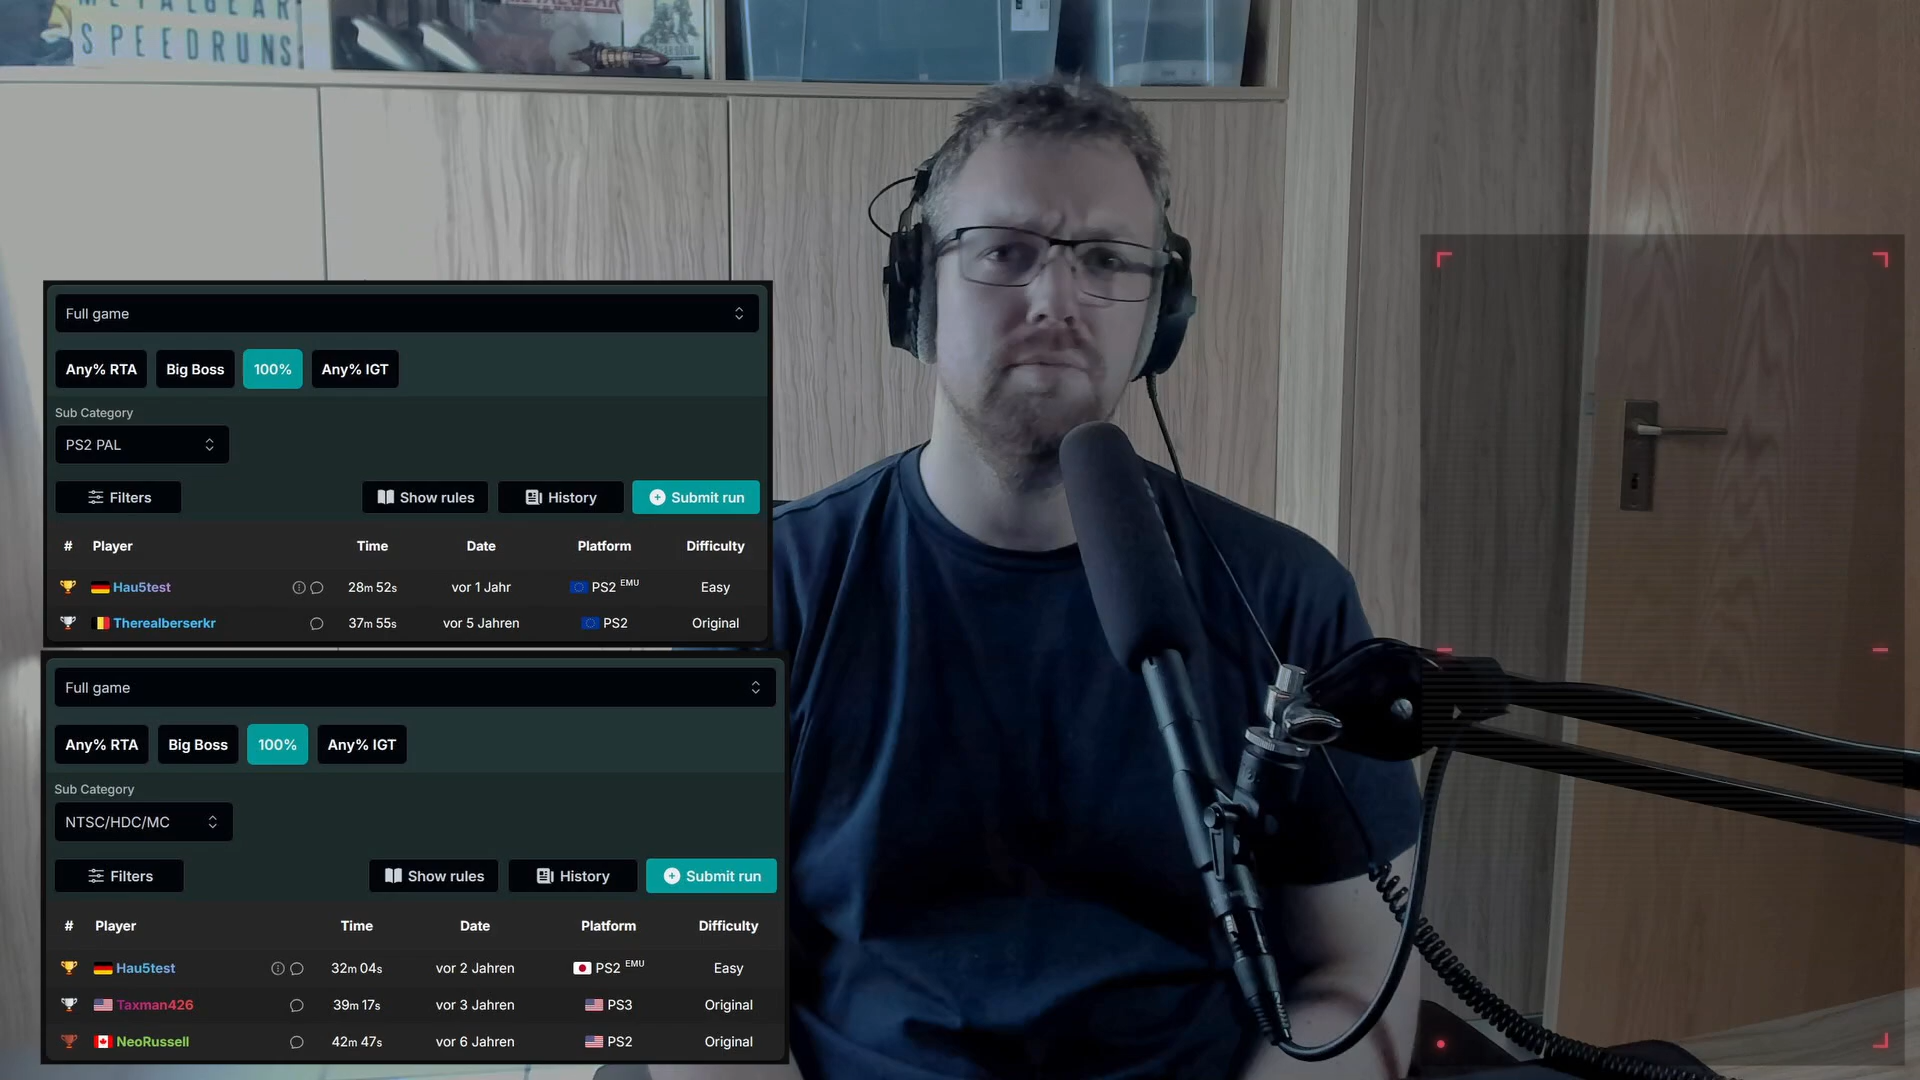 METALGEAR
SPEEDRUNS
METAL GEAR
Full game
Any% RTA Big Boss 100% Any% IGT
Sub Category
PS2 PAL
Filters Show rules History Submit run
# Player Time Date Platform Difficulty
Hau5test 28m 52s vor 1 Jahr PS2 EMU Easy
Therealberserkr 37m 55s vor 5 Jahren PS2 Original
Full game
Any% RTA Big Boss 100% Any% IGT
Sub Category
NTSC/HDC/MC
Filters Show rules History Submit run
# Player Time Date Platform Difficulty
Hau5test 32m 04s vor 2 Jahren PS2 EMU Easy
Taxman426 39m 17s vor 3 Jahren PS3 Original
NeoRussell 42m 47s vor 6 Jahren PS2 Original